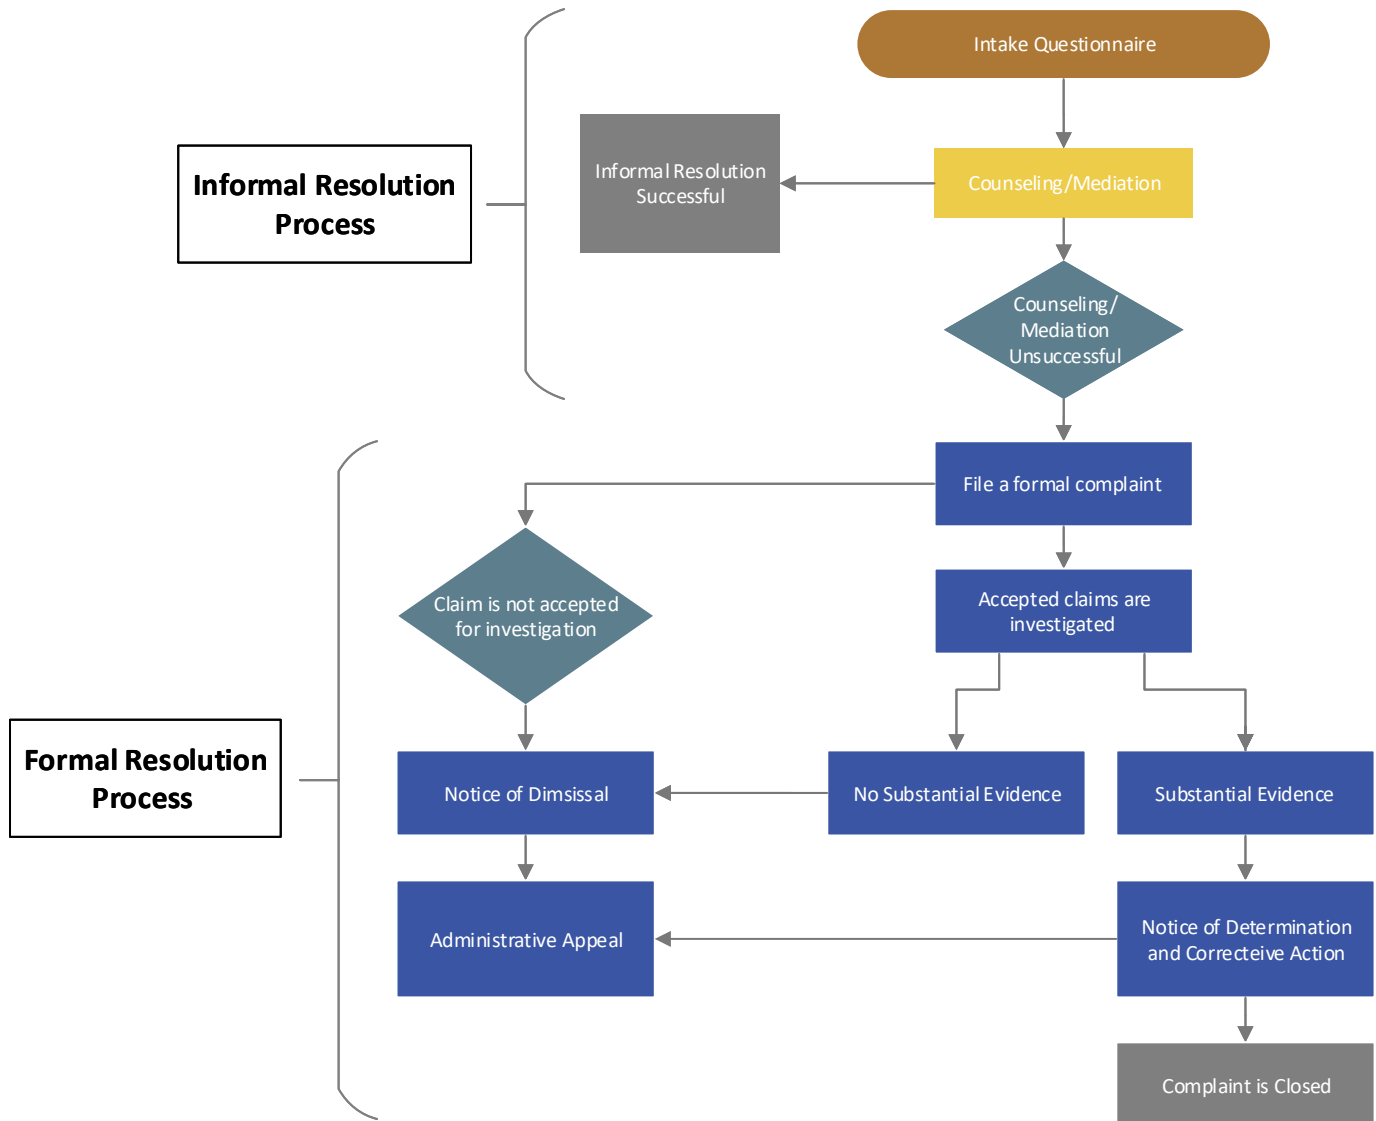 Intake Questionnaire
Informal Resolution
Successful
Counseling/Mediation
Informal Resolution
Process
Counseling/
Mediation
Unsuccessful
File a formal complaint
Claim is not accepted
for investigation
Accepted claims are
investigated
Formal Resolution
Process
Notice of Dimsissal
No Substantial Evidence
Substantial Evidence
Administrative Appeal
Notice of Determination
and Correcteive Action
Complaint is Closed